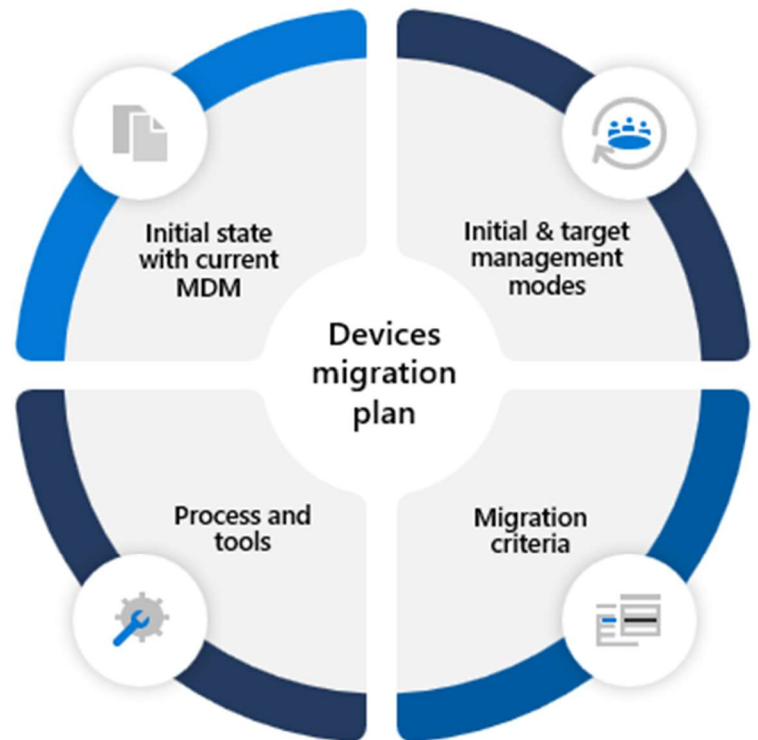 Initial state
with current
MDM
Initial & target
management
modes
Devices
migration
plan
Process and
tools
Migration
criteria